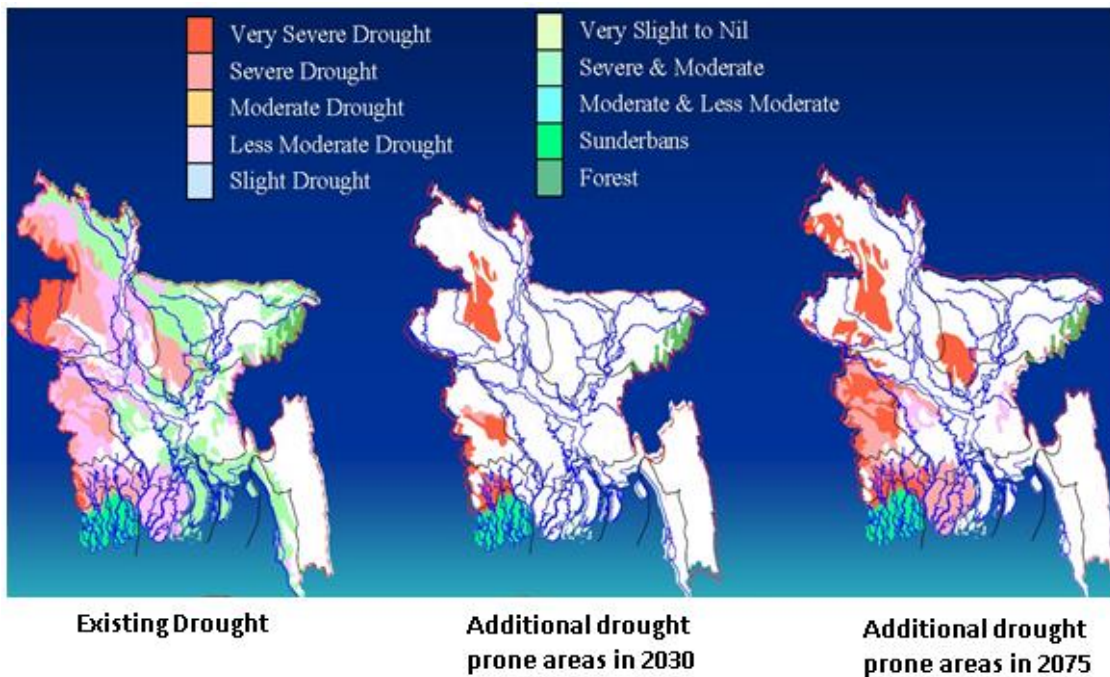 Very Severe Drought
Severe Drought
Moderate Drought
Less Moderate Drought
Slight Drought
Very Slight to Nil
Severe & Moderate
Moderate & Less Moderate
Sunderbans
Forest
Existing Drought
Additional drought
prone areas in 2030
Additional drought
prone areas in 2075